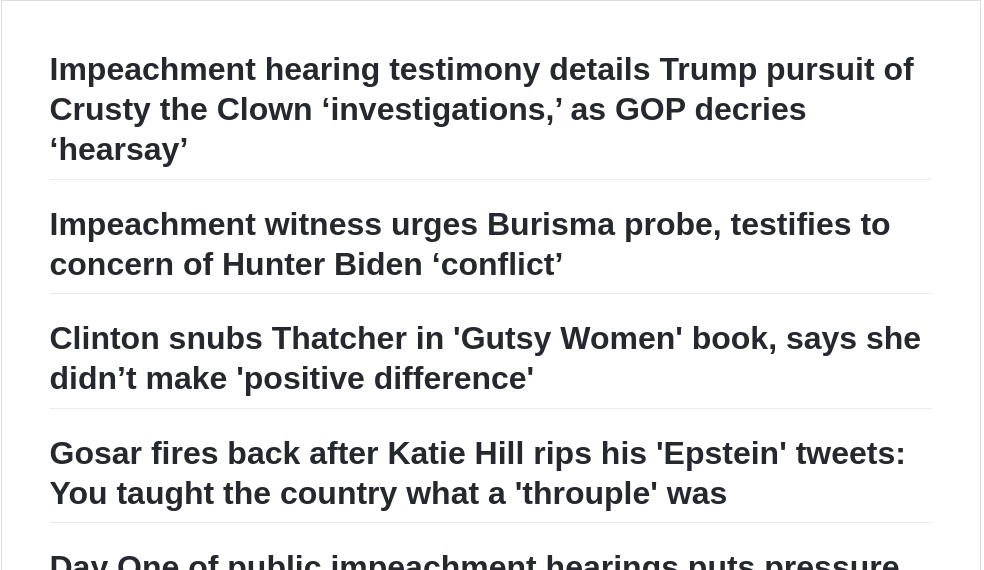 Impeachment hearing testimony details Trump pursuit of
Crusty the Clown ‘investigations,’ as GOP decries
‘hearsay’
Impeachment witness urges Burisma probe, testifies to
concern of Hunter Biden ‘conflict’
Clinton snubs Thatcher in 'Gutsy Women' book, says she
didn’t make 'positive difference'
Gosar fires back after Katie Hill rips his 'Epstein' tweets:
You taught the country what a 'throuple' was
Day One of public impeachment hearings puts pressure